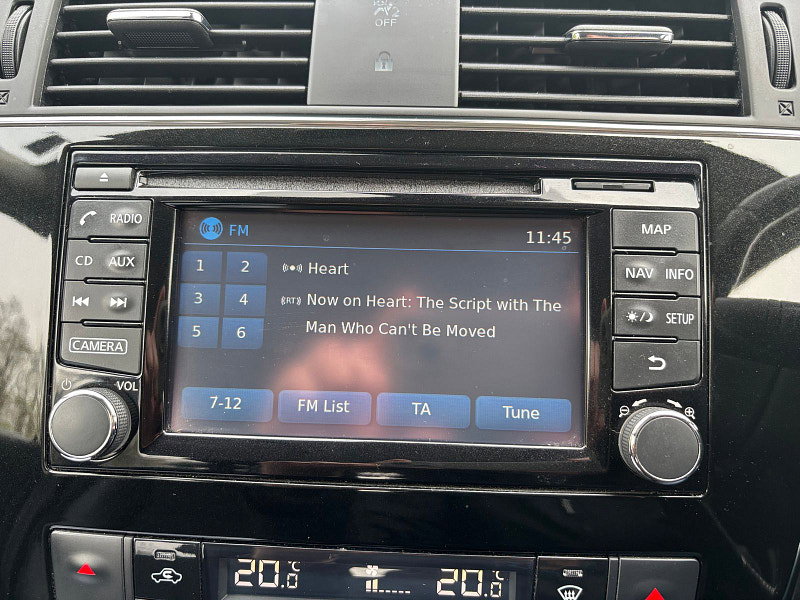 OFF
RADIO
CD AUX
CAMERA
VOL
FM 11:45
1 2
3 4
5 6
Heart
RT Now on Heart: The Script with The
Man Who Can't Be Moved
7-12 FM List TA Tune
MAP
NAV INFO
SETUP
20.0 °C
20.0 °C